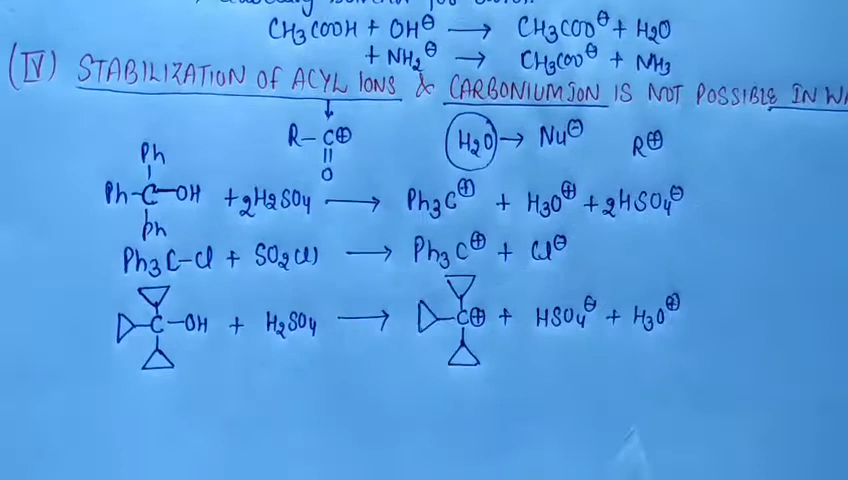 CH3COOH + OH⊖ ⟶ CH3COO⊖ + H2O
+ NH2⊖ ⟶ CH3COO⊖ + NH3
(IV) STABILIZATION OF ACYL IONS & CARBONIUM ION IS NOT POSSIBLE IN
R-C⊕ H2O → Nu⊖ R⊕
||
O
Ph
Ph-C-OH + 2H2SO4 ⟶ Ph3C⊕ + H3O⊕ + 2HSO4⊖
Ph
Ph3C-Cl + SO2(l) ⟶ Ph3C⊕ + Cl⊖
C-OH + H2SO4 ⟶ C⊕ + HSO4⊖ + H3O⊕